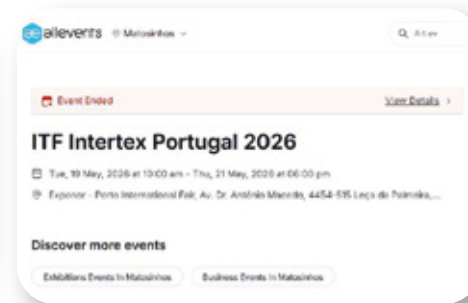 allevents Matosinhos
Event Ended View Details
ITF Intertex Portugal 2026
Tue, 19 May, 2026 at 10:00 am - Thu, 21 May, 2026 at 06:00 pm
Exponor - Porto International Fair, Av. Dr. António Macedo, 4454-515 Leça da Palmeira,...
Discover more events
Exhibitions Events In Matosinhos Business Events In Matosinhos